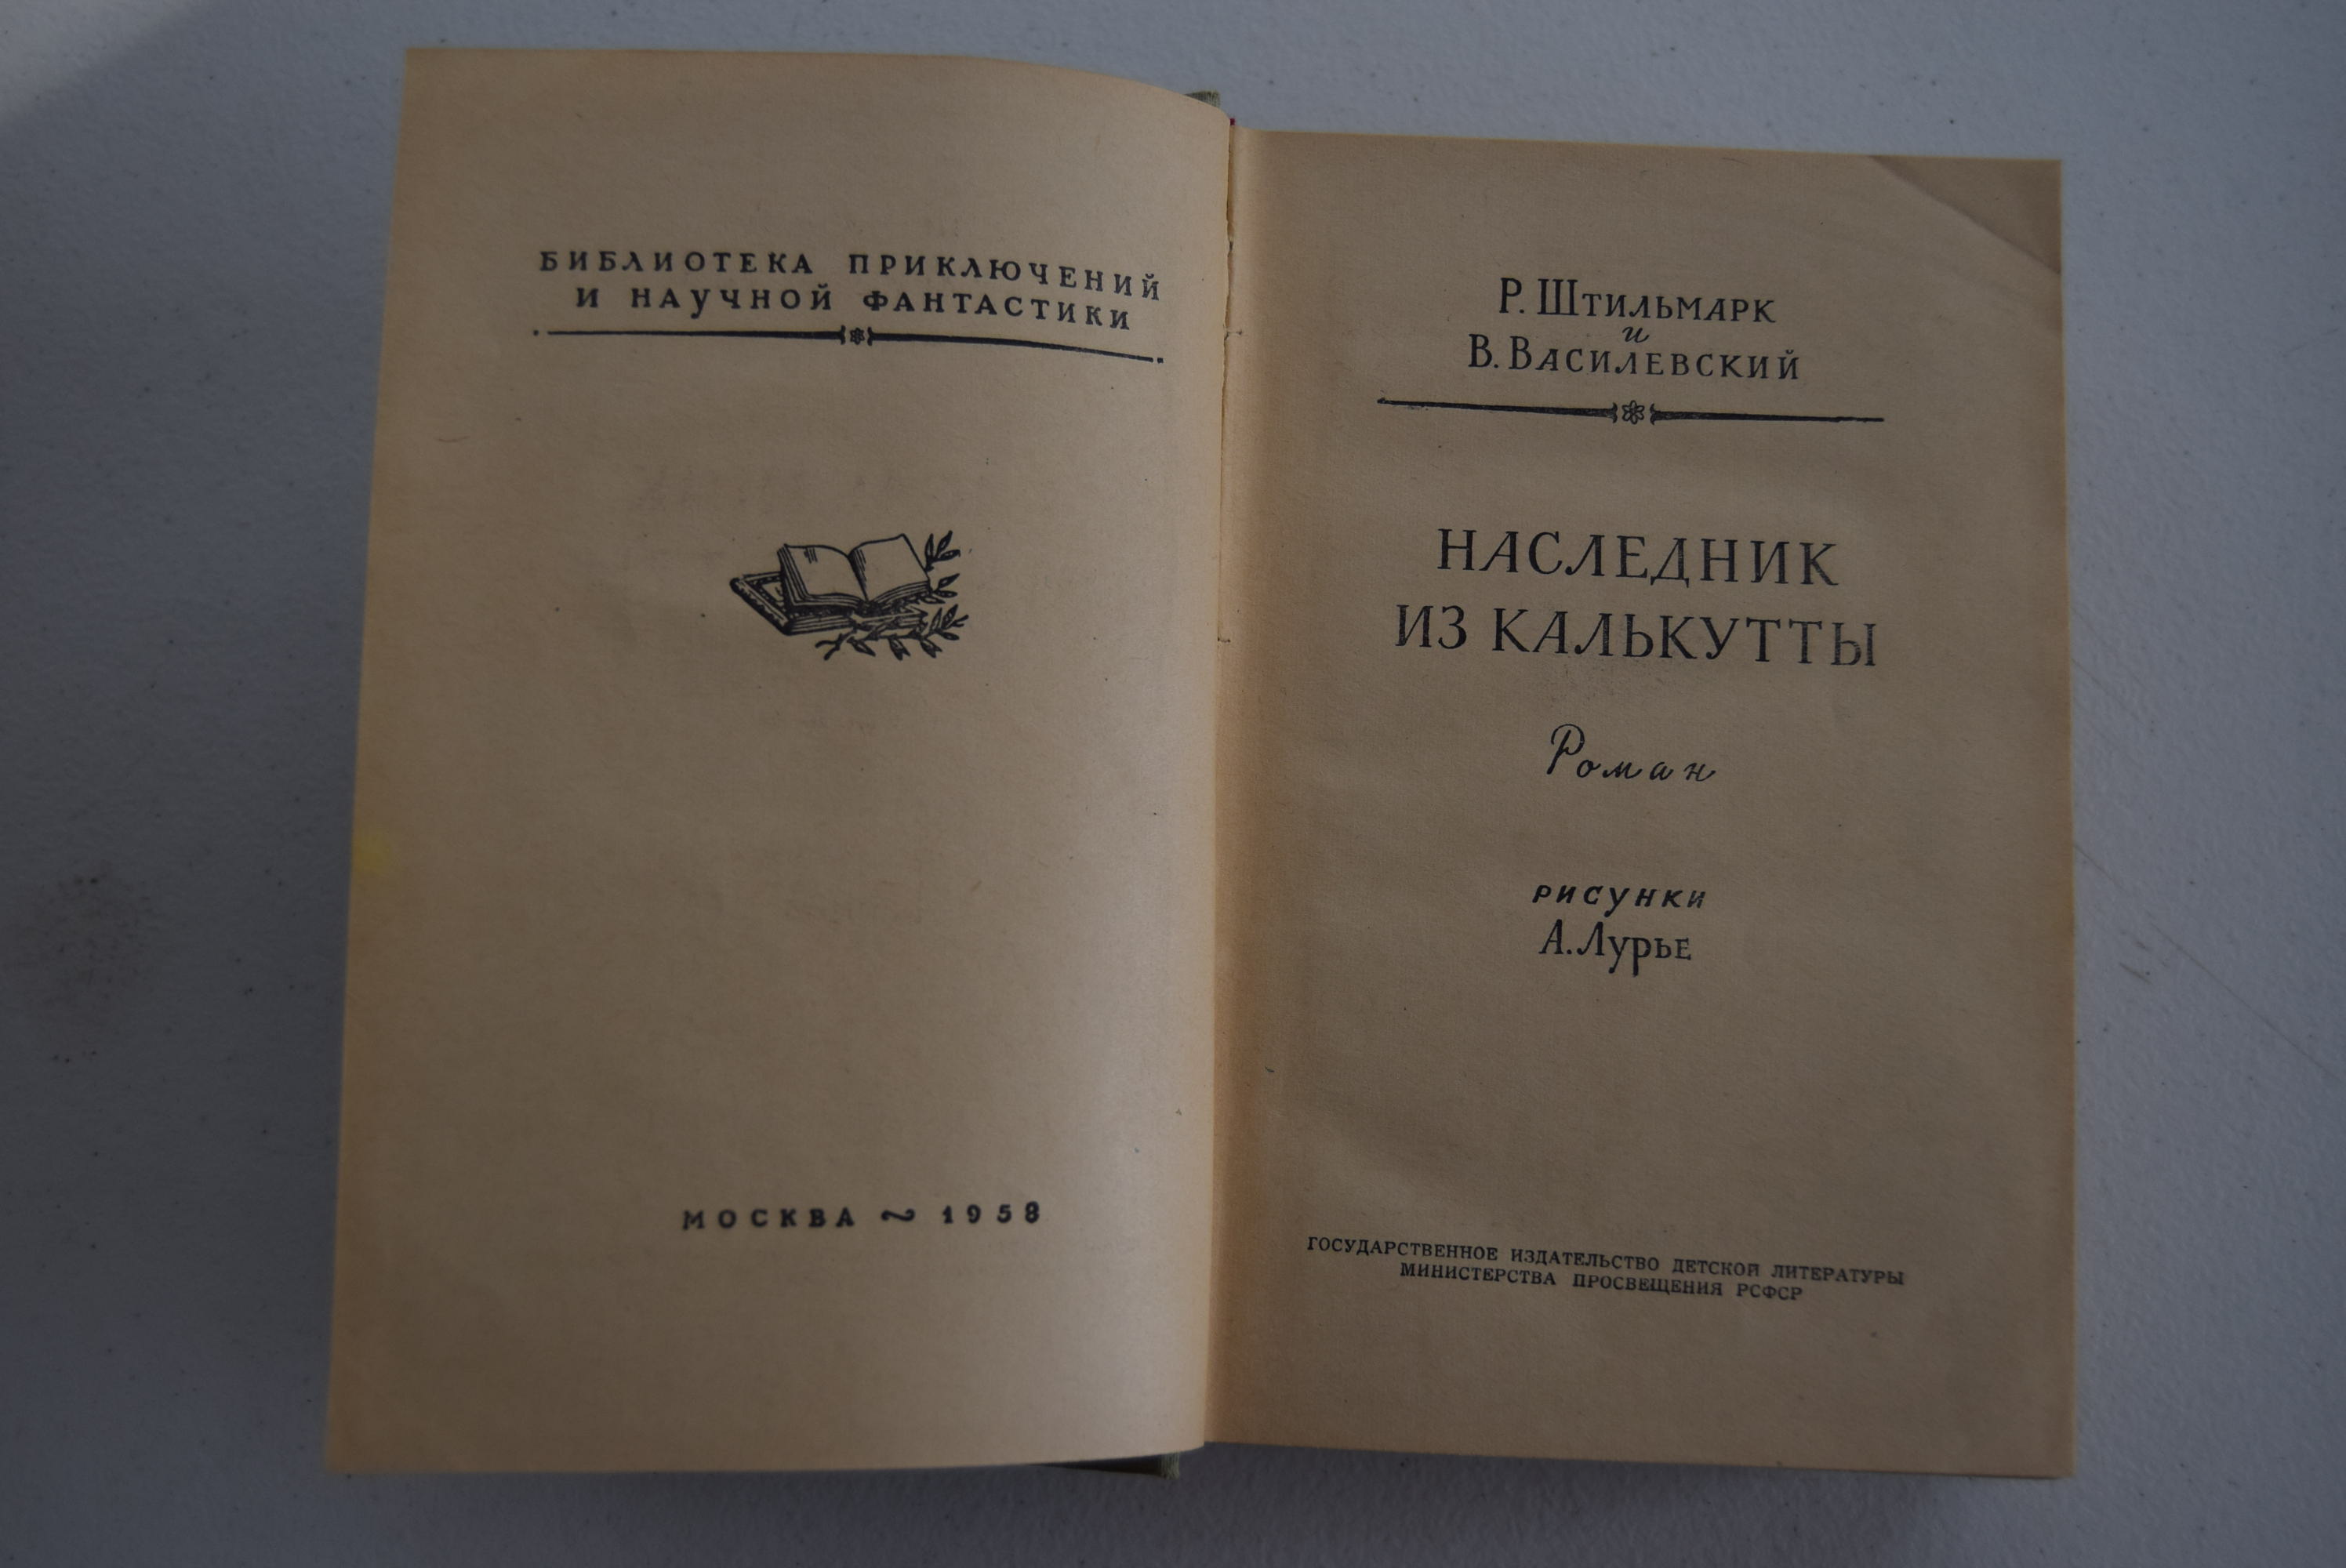 БИБЛИОТЕКА ПРИКЛЮЧЕНИЙ
И НАУЧНОЙ ФАНТАСТИКИ
МОСКВА ~ 1958
Р. ШТИЛЬМАРК
и
В. ВАСИЛЕВСКИЙ
НАСЛЕДНИК
ИЗ КАЛЬКУТТЫ
Роман
РИСУНКИ
А. Лурье
ГОСУДАРСТВЕННОЕ ИЗДАТЕЛЬСТВО ДЕТСКОЙ ЛИТЕРАТУРЫ
МИНИСТЕРСТВА ПРОСВЕЩЕНИЯ РСФСР